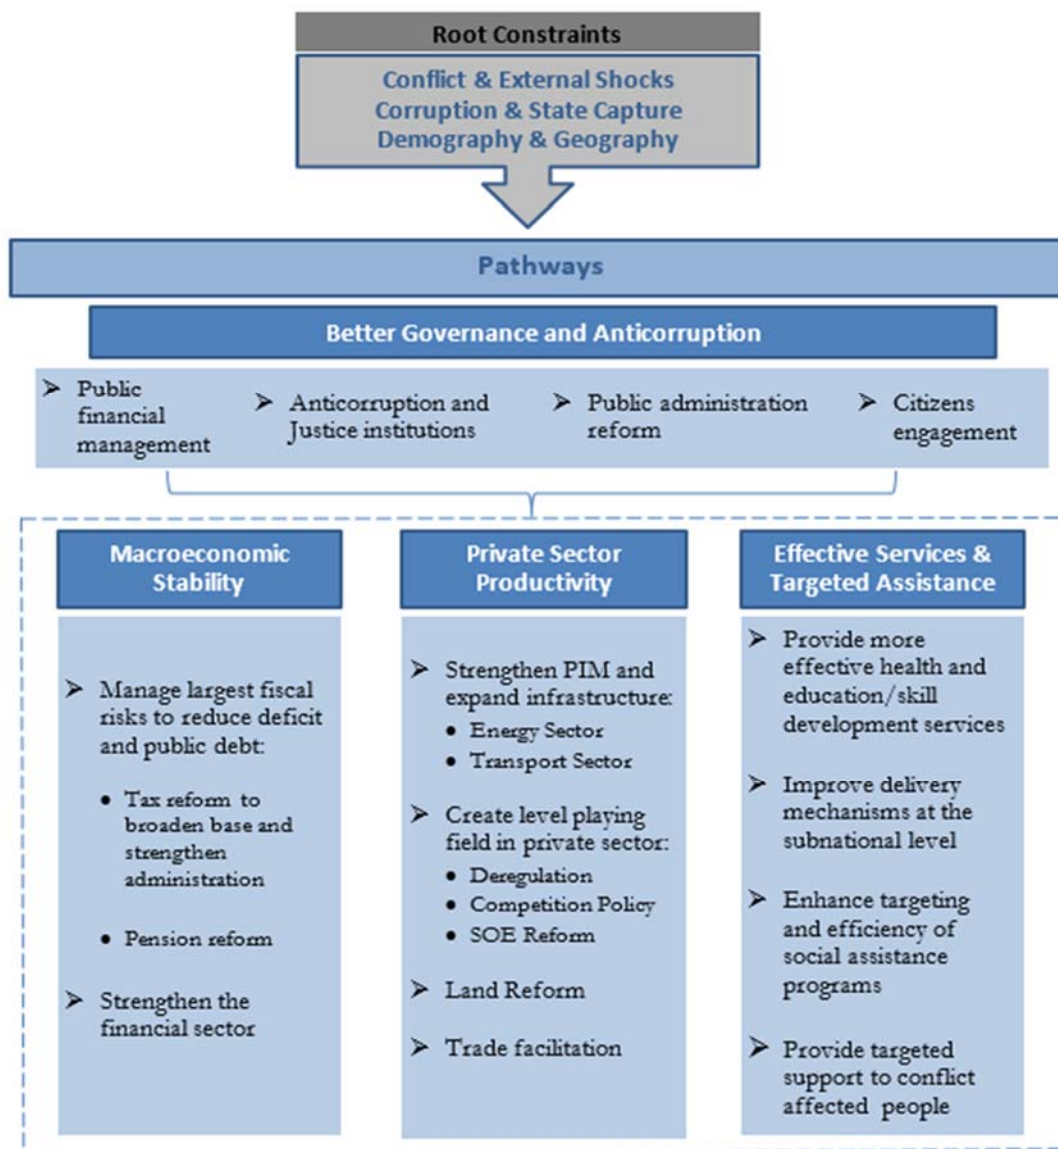 Root Constraints
Conflict & External Shocks
Corruption & State Capture
Demography & Geography
Pathways
Better Governance and Anticorruption
➢ Public
financial
management
➢ Anticorruption and
Justice institutions
➢ Public administration
reform
➢ Citizens
engagement
Macroeconomic
Stability
➢ Manage largest fiscal
risks to reduce deficit
and public debt:
• Tax reform to
broaden base and
strengthen
administration
• Pension reform
➢ Strengthen the
financial sector
Private Sector
Productivity
➢ Strengthen PIM and
expand infrastructure:
• Energy Sector
• Transport Sector
➢ Create level playing
field in private sector:
• Deregulation
• Competition Policy
• SOE Reform
➢ Land Reform
➢ Trade facilitation
Effective Services &
Targeted Assistance
➢ Provide more
effective health and
education/skill
development services
➢ Improve delivery
mechanisms at the
subnational level
➢ Enhance targeting
and efficiency of
social assistance
programs
➢ Provide targeted
support to conflict
affected people